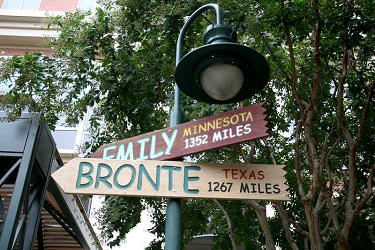 EMILY MINNESOTA
1352 MILES
BRONTE TEXAS
1267 MILES